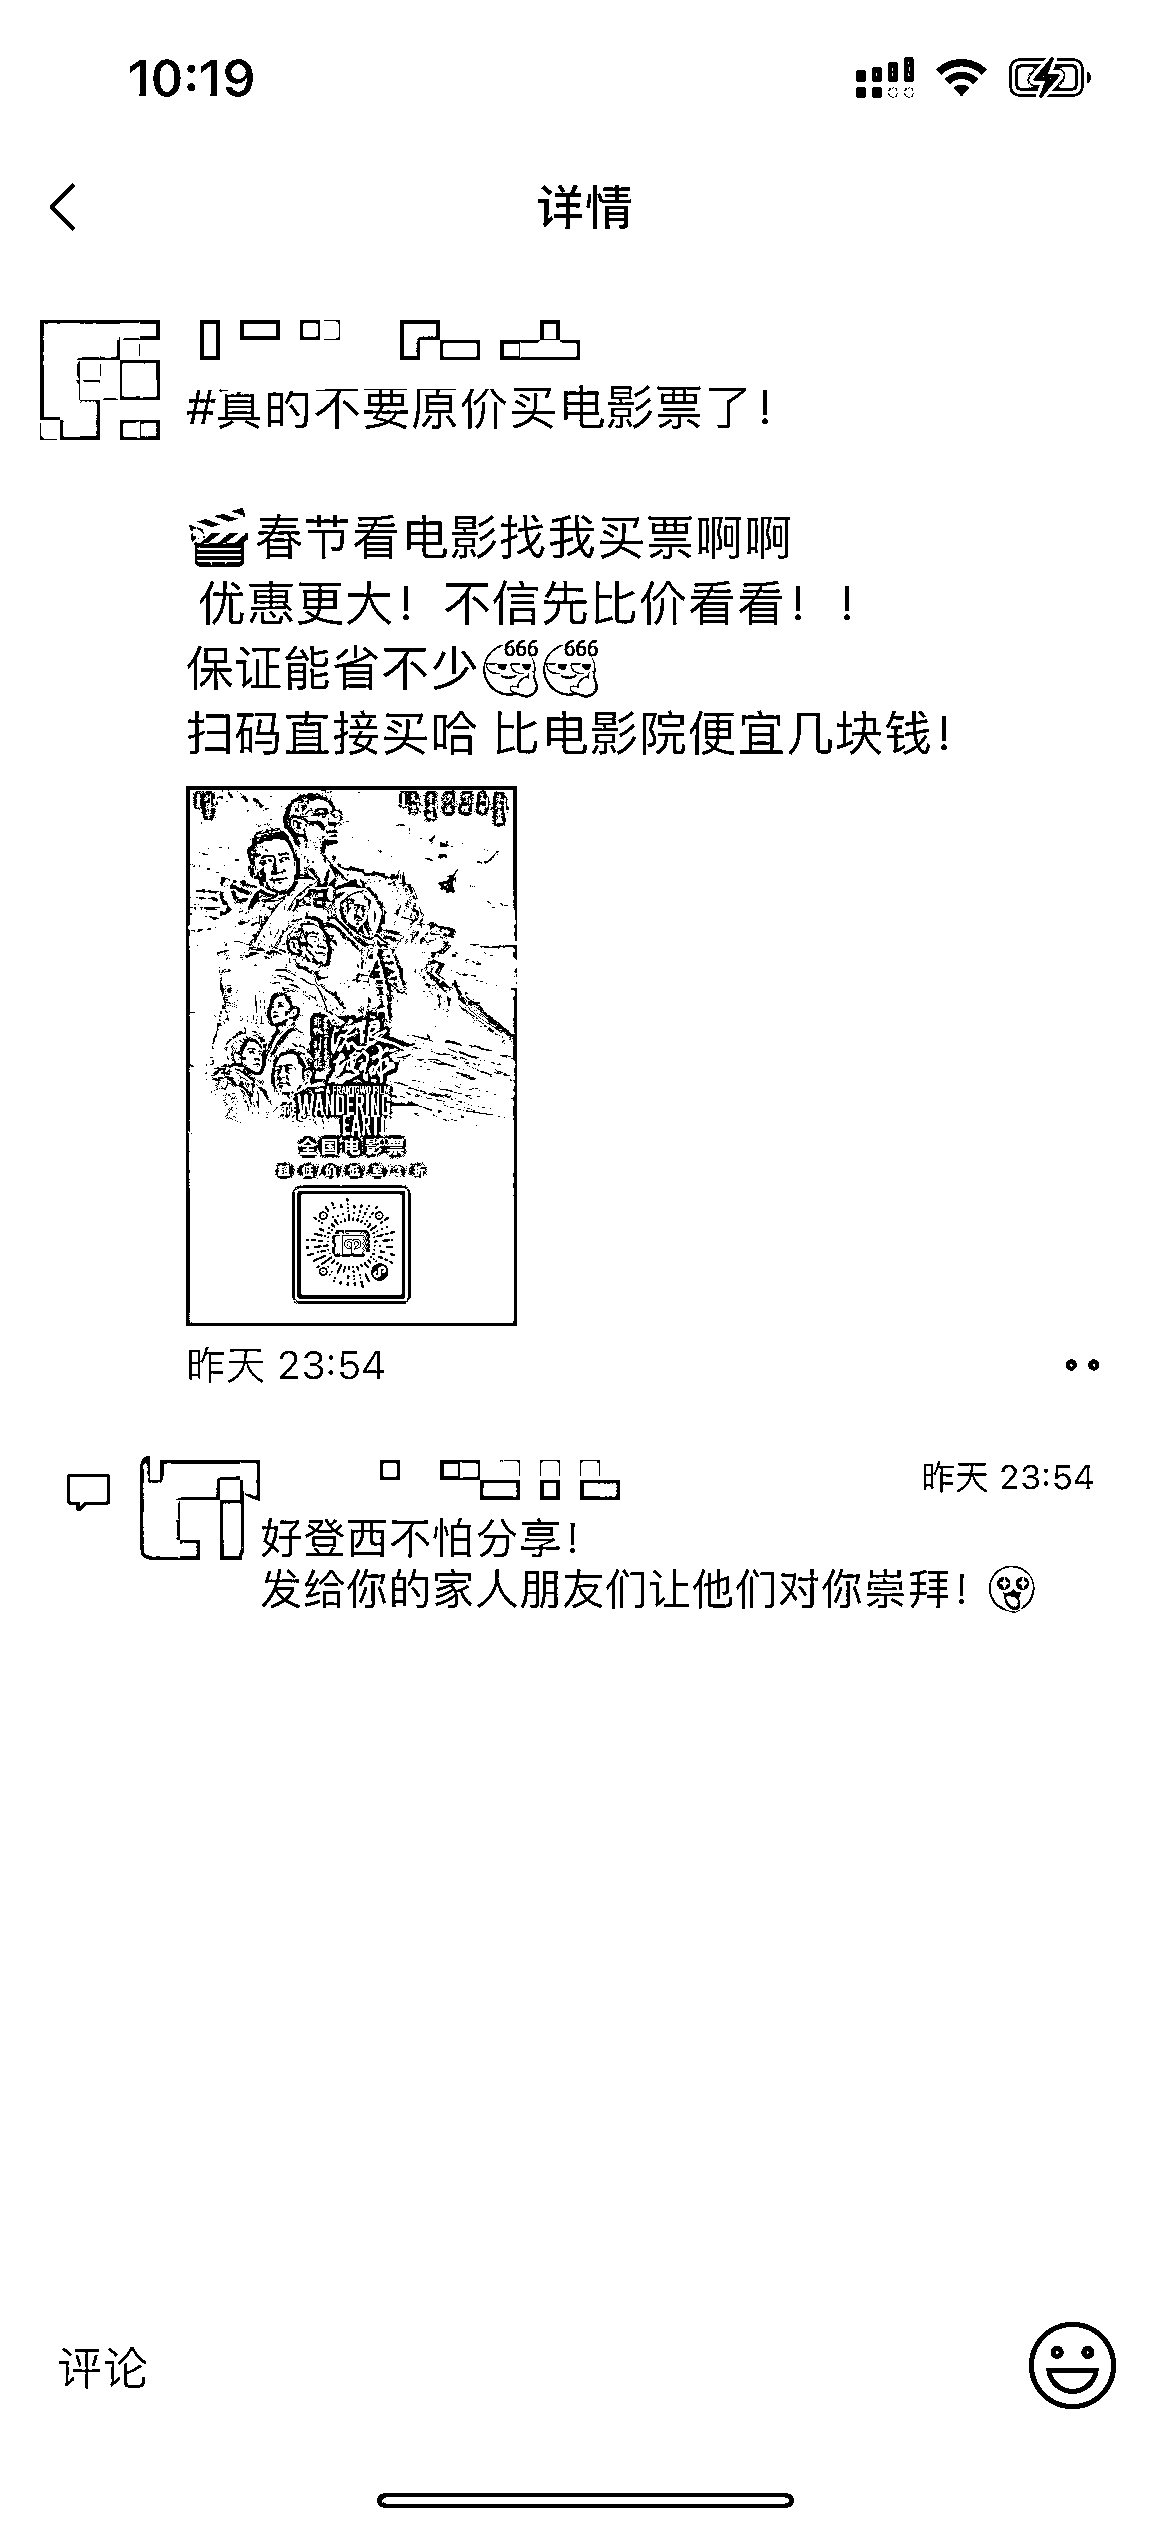 10:19
详情
#真的不要原价买电影票了！
🎬春节看电影找我买票啊啊
优惠更大！不信先比价看看！！
保证能省不少
扫码直接买哈 比电影院便宜几块钱！
A FRANT GWO FILM
WANDERING
EARTH
全国电影票
昨天 23:54
昨天 23:54
好登西不怕分享！
发给你的家人朋友们让他们对你崇拜！🤩
评论